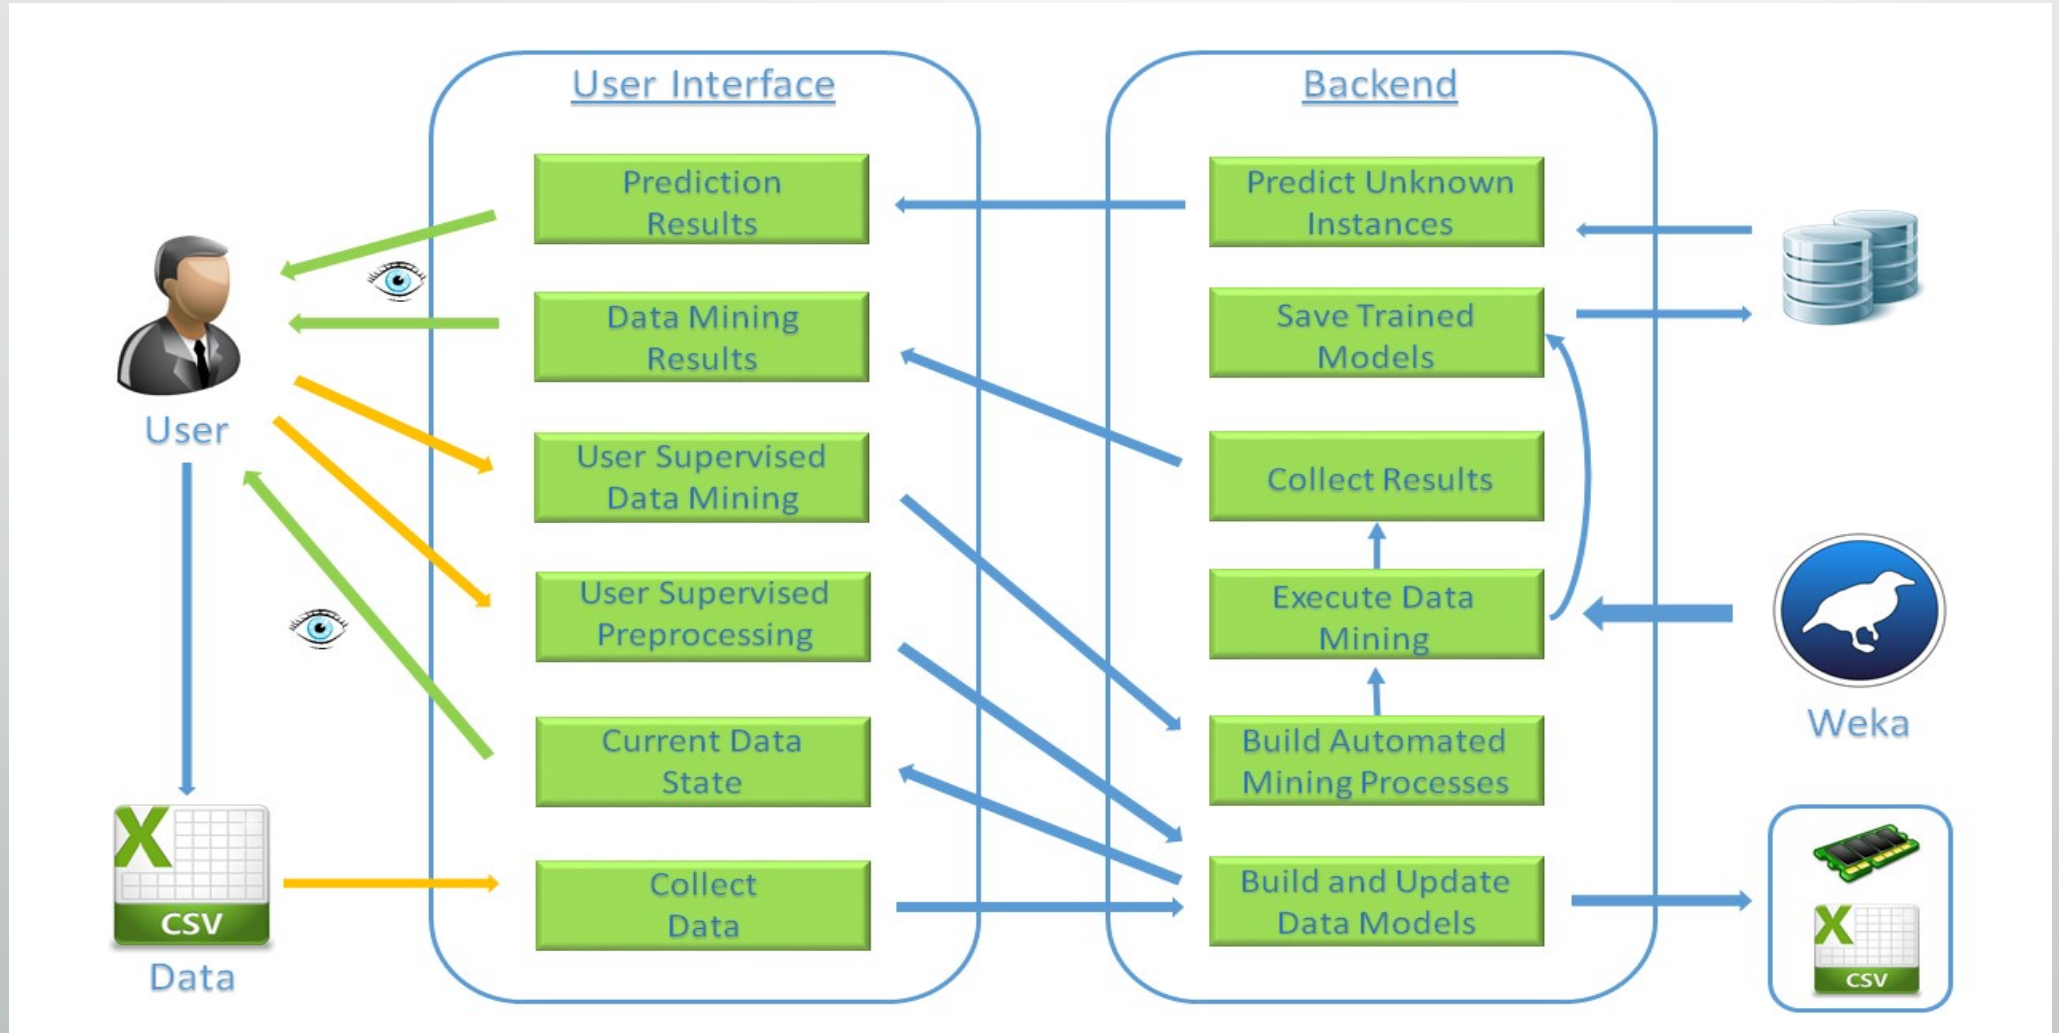 User Interface
Prediction
Results
Data Mining
Results
User Supervised
Data Mining
User Supervised
Preprocessing
Current Data
State
Collect
Data
Backend
Predict Unknown
Instances
Save Trained
Models
Collect Results
Execute Data
Mining
Build Automated
Mining Processes
Build and Update
Data Models
User
X
CSV
Data
Weka
X
CSV